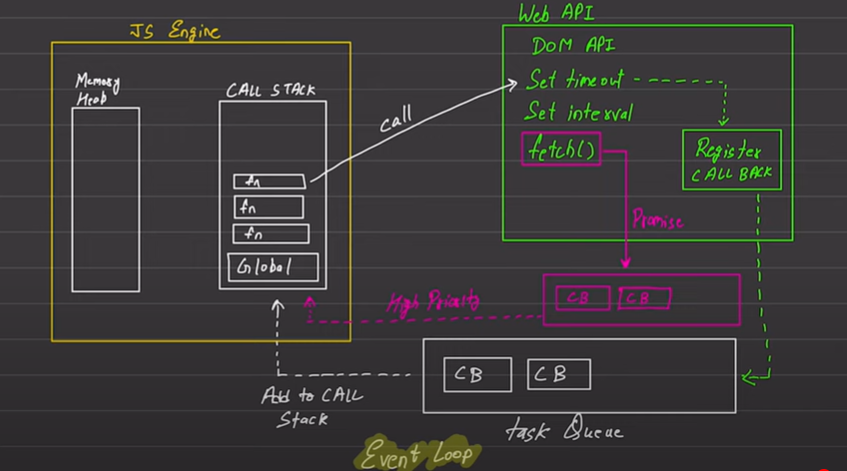 JS Engine
Memory
Heap
CALL STACK
fn
fn
fn
Global
call
Web API
DOM API
Set timeout
Set interval
fetch()
Register
CALL BACK
Promise
CB
CB
High Priority
CB
CB
Add to CALL
Stack
task Queue
Event Loop